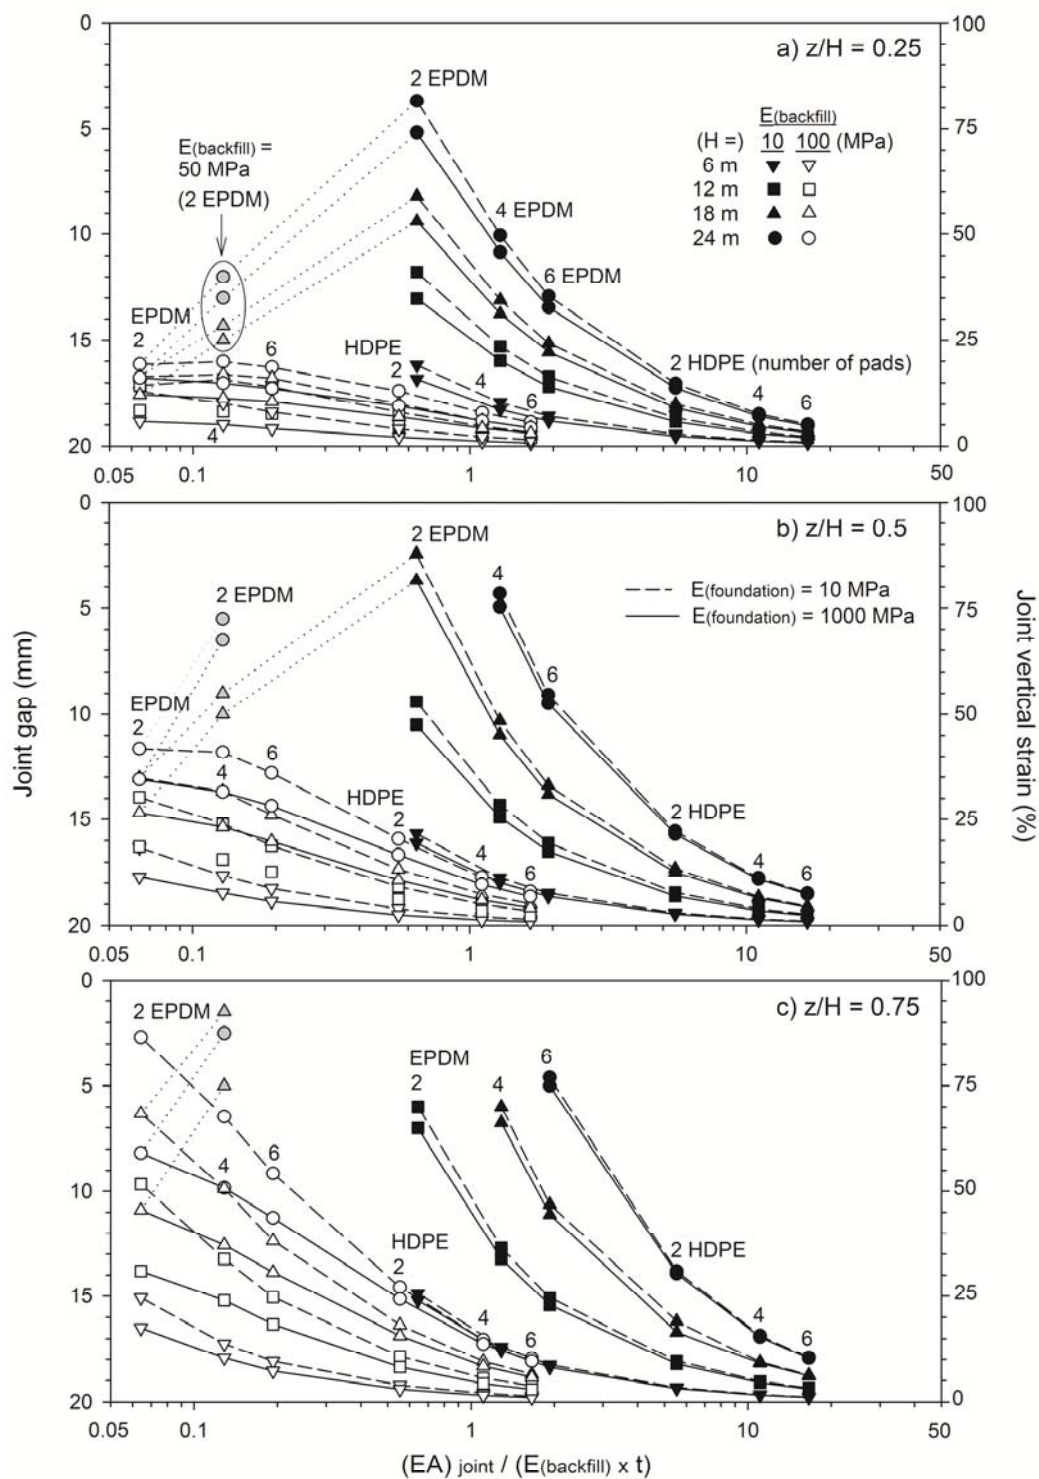 0
5
10
15
20
100
75
50
25
0
a) z/H = 0.25
2 EPDM
E(backfill) =
50 MPa
(2 EPDM)
E(backfill)
(H =) 10 100 (MPa)
6 m
12 m
18 m
24 m
4 EPDM
6 EPDM
EPDM
2
6
HDPE
2
4
6
2 HDPE (number of pads)
4
6
4
0.05 0.1 1 10 50
0
5
10
15
20
100
75
50
25
0
b) z/H = 0.5
2 EPDM
4
E(foundation) = 10 MPa
E(foundation) = 1000 MPa
2 EPDM
6
EPDM
2
6
4
HDPE
2 HDPE
4
6
4
6
0.05 0.1 1 10 50
Joint gap (mm)
Joint vertical strain (%)
0
5
10
15
20
100
75
50
25
0
c) z/H = 0.75
2 EPDM
EPDM
2
4
6
6
4
HDPE
2
2 HDPE
4
6
4
6
0.05 0.1 1 10 50
(EA) joint / (E(backfill) x t)